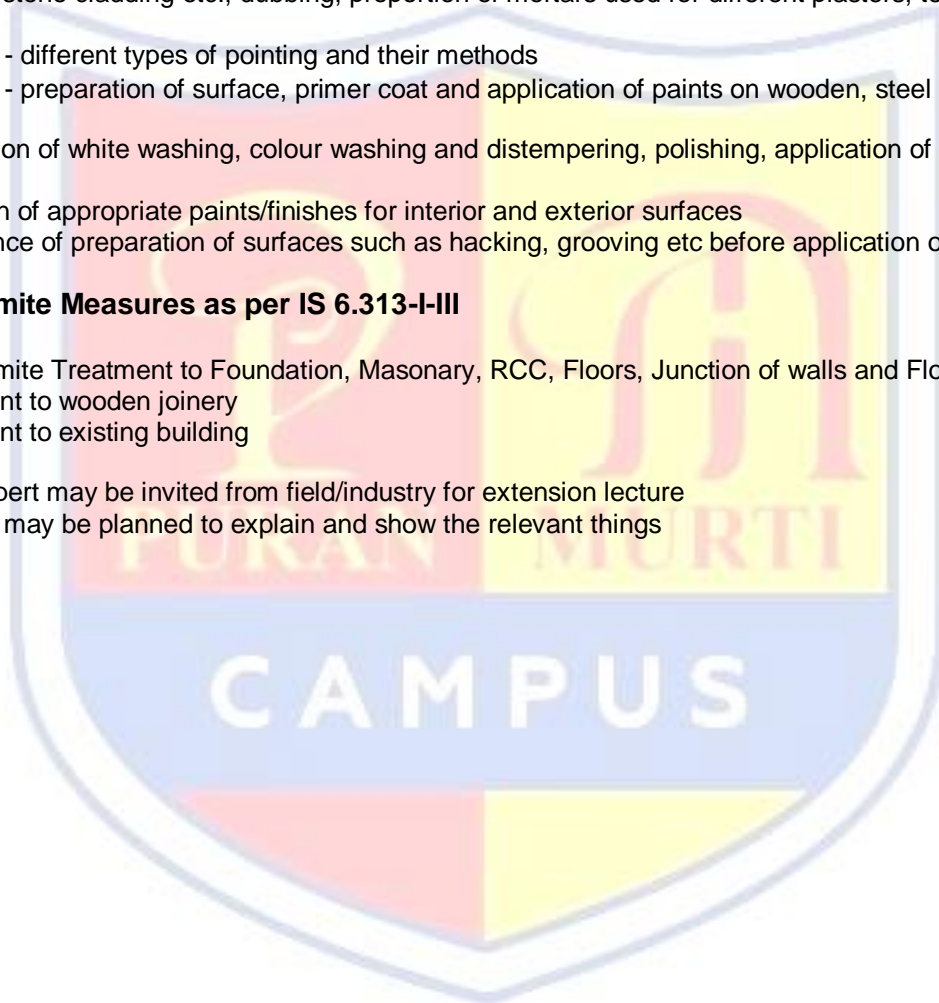 stone cladding etc., dubbing, proportion of mortars used for different plasters,
- different types of pointing and their methods
- preparation of surface, primer coat and application of paints on wooden, steel
on of white washing, colour washing and distempering, polishing, application of
n of appropriate paints/finishes for interior and exterior surfaces
nce of preparation of surfaces such as hacking, grooving etc before application o
mite Measures as per IS 6.313-I-III
mite Treatment to Foundation, Masonary, RCC, Floors, Junction of walls and Flo
nt to wooden joinery
nt to existing building
pert may be invited from field/industry for extension lecture
may be planned to explain and show the relevant things
PURAN MURTI
CAMPUS